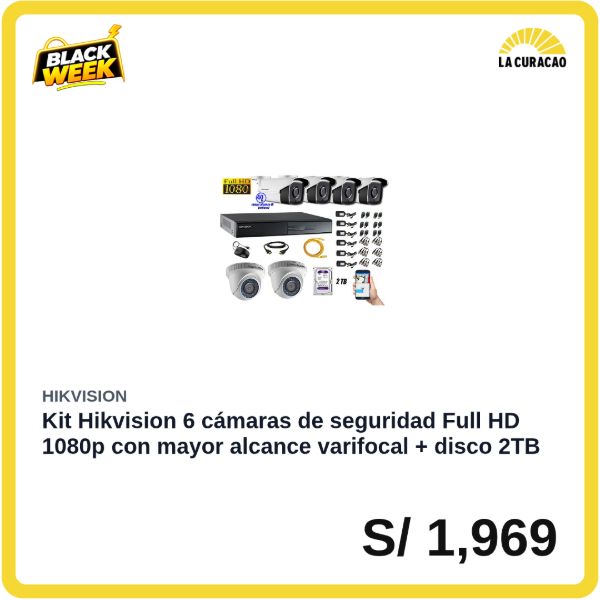 BLACK
WEEK
LA CURACAO
Full HD
1080
2 TB
HIKVISION
Kit Hikvision 6 cámaras de seguridad Full HD
1080p con mayor alcance varifocal + disco 2TB
S/ 1,969